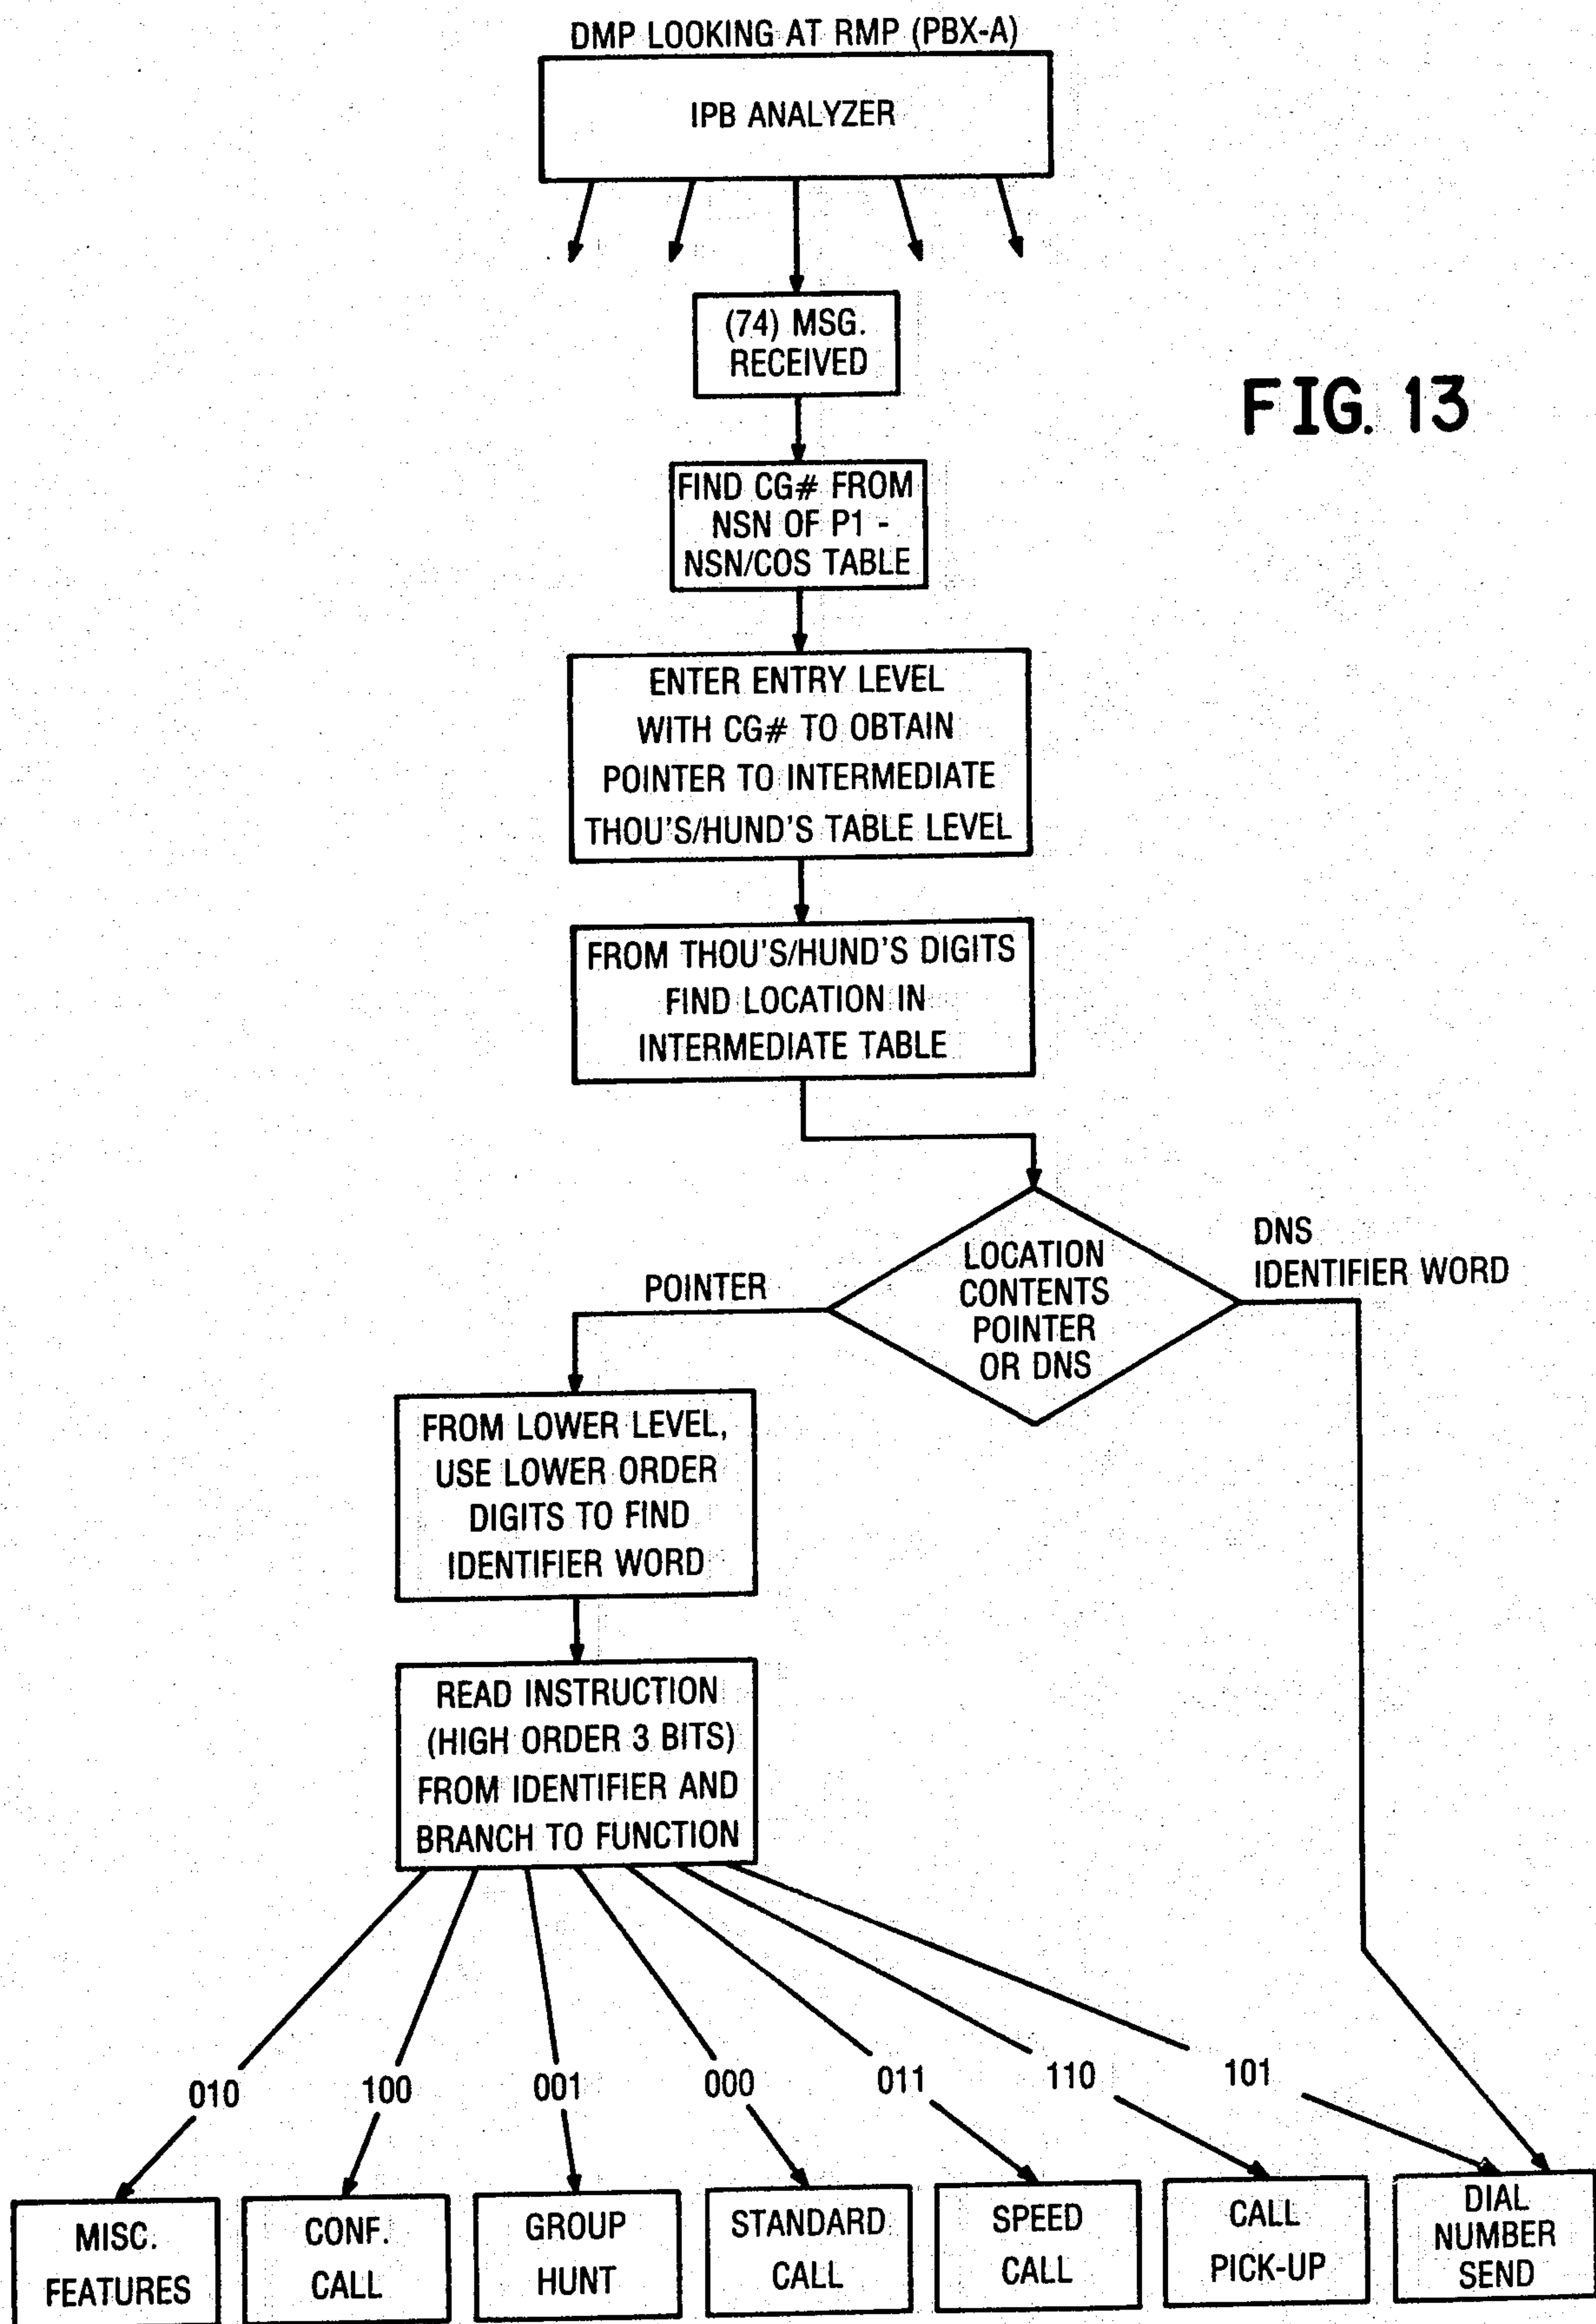 DMP LOOKING AT RMP (PBX-A)
IPB ANALYZER
(74) MSG.
RECEIVED
FIG. 13
FIND CG# FROM
NSN OF P1 -
NSN/COS TABLE
ENTER ENTRY LEVEL
WITH CG# TO OBTAIN
POINTER TO INTERMEDIATE
THOU'S/HUND'S TABLE LEVEL
FROM THOU'S/HUND'S DIGITS
FIND LOCATION IN
INTERMEDIATE TABLE
LOCATION
CONTENTS
POINTER
OR DNS
POINTER
DNS
IDENTIFIER WORD
FROM LOWER LEVEL,
USE LOWER ORDER
DIGITS TO FIND
IDENTIFIER WORD
READ INSTRUCTION
(HIGH ORDER 3 BITS)
FROM IDENTIFIER AND
BRANCH TO FUNCTION
010
100
001
000
011
110
101
MISC.
FEATURES
CONF.
CALL
GROUP
HUNT
STANDARD
CALL
SPEED
CALL
CALL
PICK-UP
DIAL
NUMBER
SEND